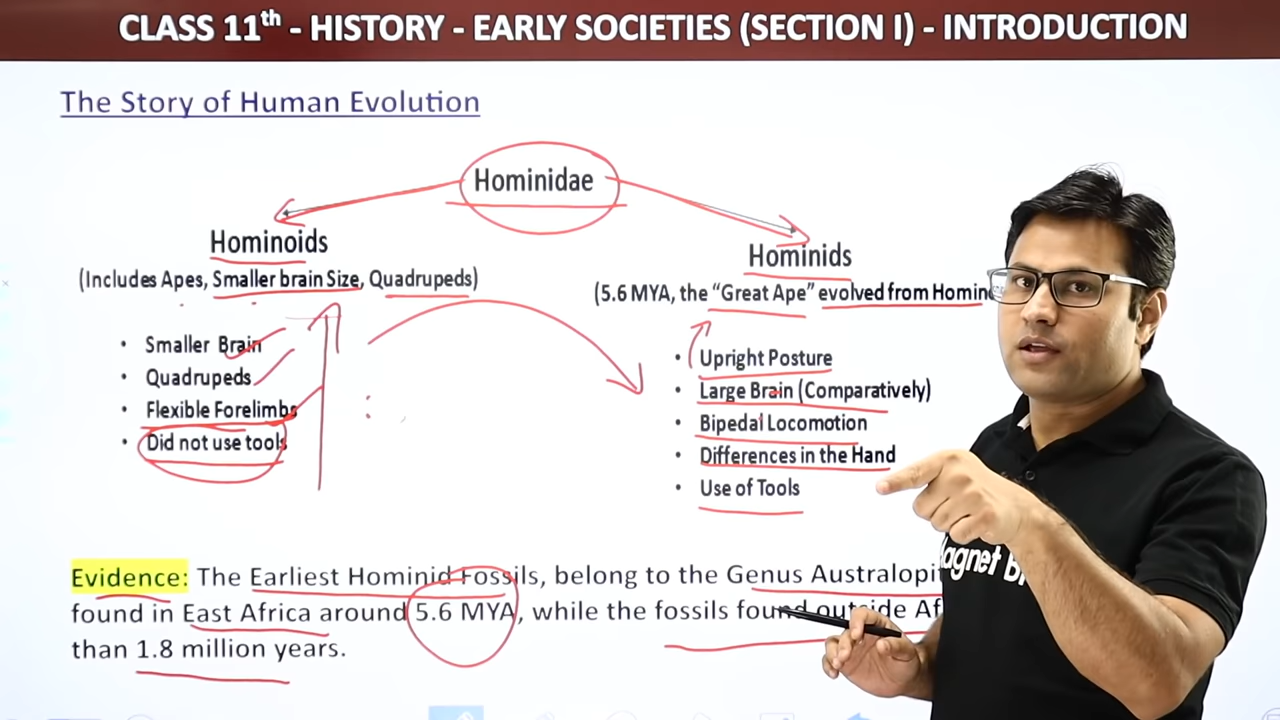 CLASS 11th - HISTORY - EARLY SOCIETIES (SECTION I) - INTRODUCTION
The Story of Human Evolution
Hominidae
Hominoids
(Includes Apes, Smaller brain Size, Quadrupeds)
• Smaller Brain
• Quadrupeds
• Flexible Forelimbs
• Did not use tools
Hominids
(5.6 MYA, the “Great Ape” evolved from Homin
• Upright Posture
• Large Brain (Comparatively)
• Bipedal Locomotion
• Differences in the Hand
• Use of Tools
Evidence: The Earliest Hominid Fossils, belong to the Genus Australopi
found in East Africa around 5.6 MYA, while the fossils found outside Af
than 1.8 million years.
agnet B